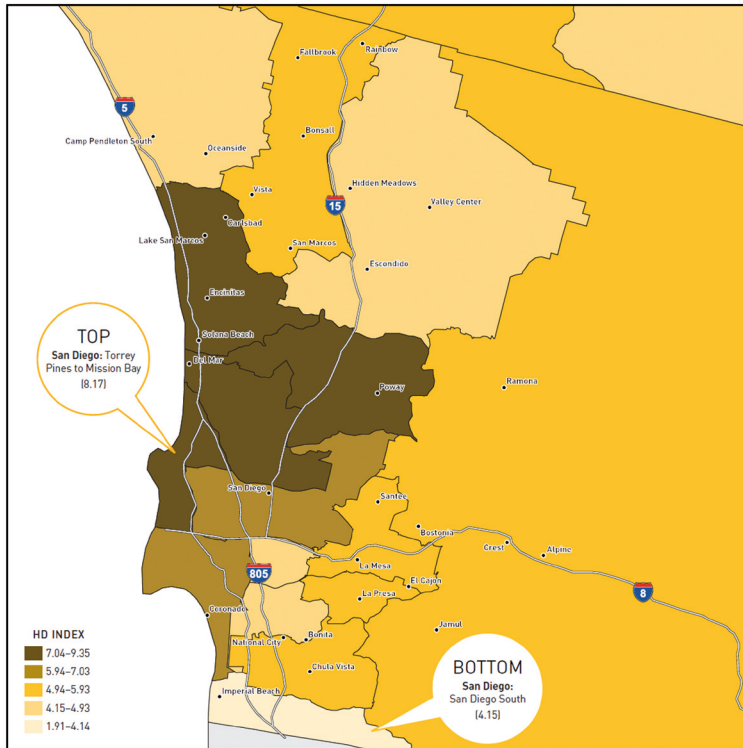 Fallbrook
Rainbow
5
Camp Pendleton South
Bonsall
Oceanside
Hidden Meadows
Vista
15
Valley Center
Carlsbad
Lake San Marcos
San Marcos
Escondido
Encinitas
TOP
San Diego: Torrey
Pines to Mission Bay
(8.17)
Solana Beach
Del Mar
Poway
Ramona
San Diego
Santee
Bostonia
Crest
Alpine
La Mesa
805
El Cajon
8
La Presa
Coronado
Jamul
National City
Bonita
Chula Vista
Imperial Beach
HD INDEX
7.04–9.35
5.94–7.03
4.94–5.93
4.15–4.93
1.91–4.14
BOTTOM
San Diego:
San Diego South
(4.15)